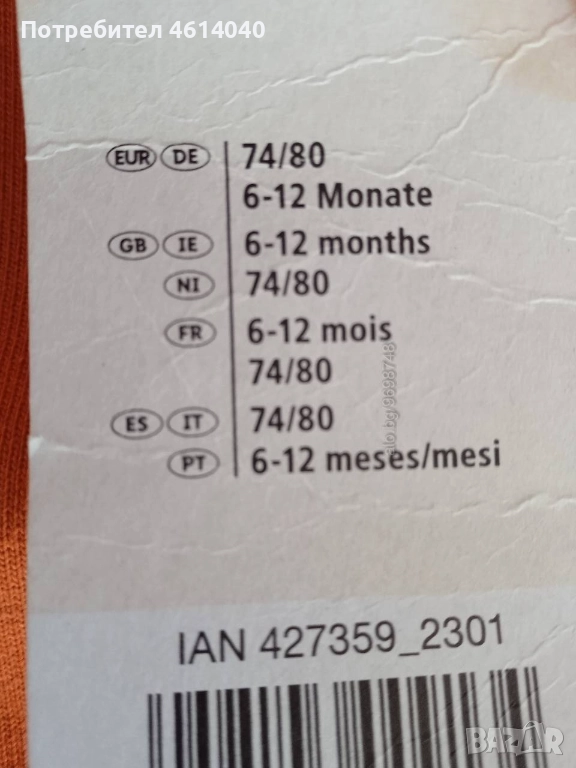 Потребител 4614040
EUR DE 74/80
6-12 Monate
GB IE 6-12 months
NI 74/80
FR 6-12 mois
74/80
ES IT 74/80
PT 6-12 meses/mesi
IAN 427359_2301
BAZAR